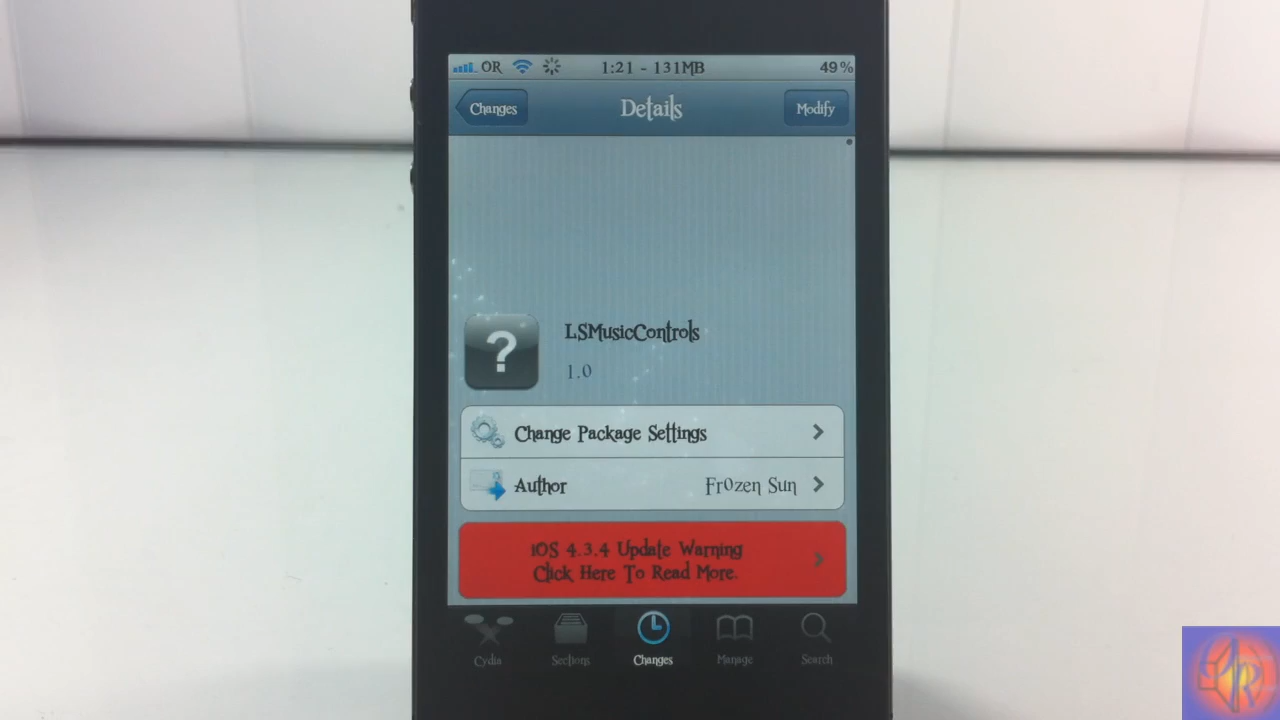 OR 1:21 - 131MB 49%
Changes Details Modify
?
LSMusicControls
1.0
Change Package Settings
Author Fr0zen Sun
iOS 4.3.4 Update Warning
Click Here To Read More.
Cydia Sections Changes Manage Search